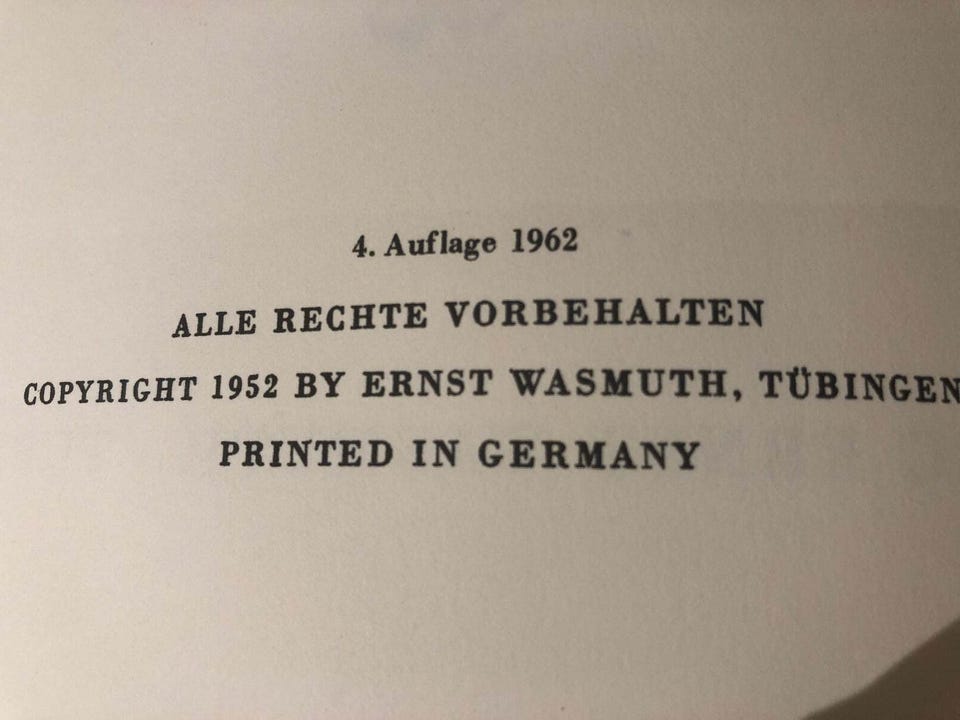 4. Auflage 1962
ALLE RECHTE VORBEHALTEN
COPYRIGHT 1952 BY ERNST WASMUTH, TÜBINGEN
PRINTED IN GERMANY